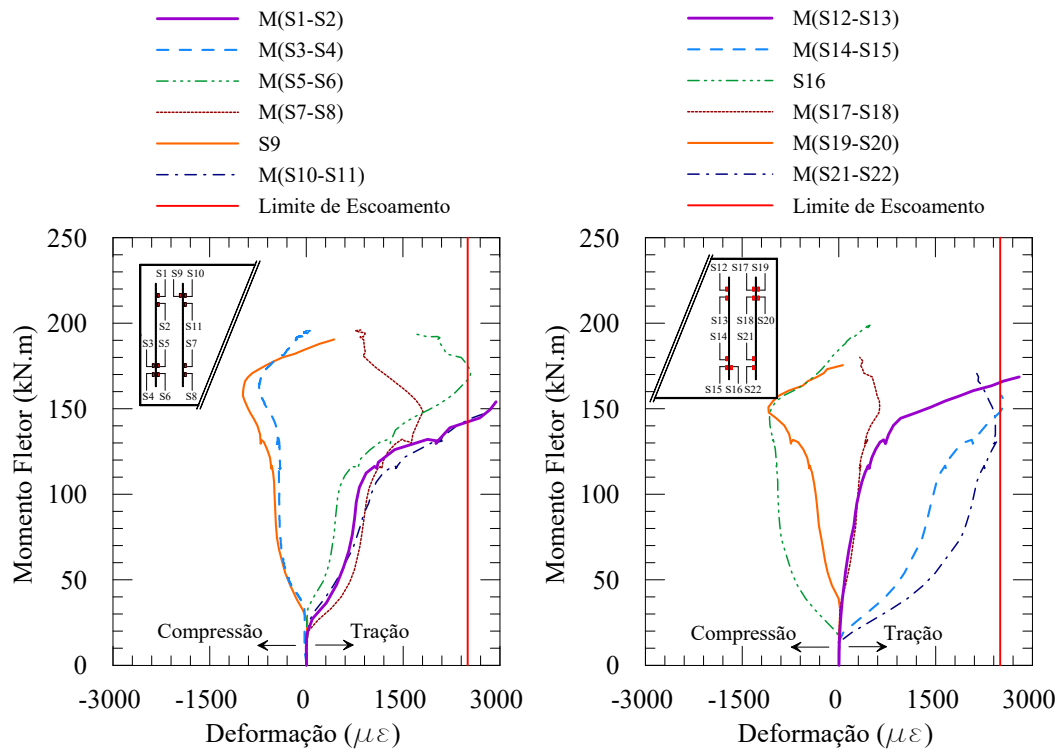 M(S1-S2)
M(S3-S4)
M(S5-S6)
M(S7-S8)
S9
M(S10-S11)
Limite de Escoamento
250
200
150
100
50
0
Momento Fletor (kN.m)
S1 S9 S10
S2 S11
S3 S5 S7
S4 S6 S8
Compressão
Tração
-3000 -1500 0 1500 3000
Deformação (με)
M(S12-S13)
M(S14-S15)
S16
M(S17-S18)
M(S19-S20)
M(S21-S22)
Limite de Escoamento
250
200
150
100
50
0
Momento Fletor (kN.m)
S12 S17 S19
S13 S18 S20
S14 S21
S15 S16 S22
Compressão
Tração
-3000 -1500 0 1500 3000
Deformação (με)